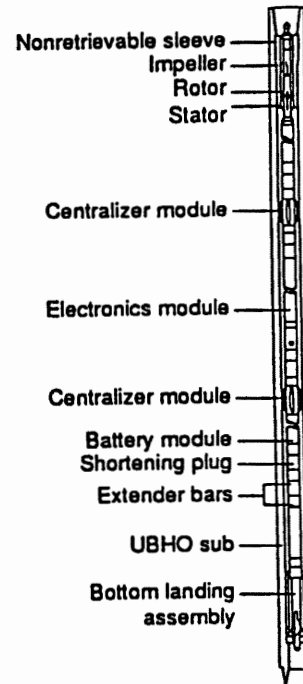 Nonretrievable sleeve
Impeller
Rotor
Stator
Centralizer module
Electronics module
Centralizer module
Battery module
Shortening plug
Extender bars
UBHO sub
Bottom landing
assembly